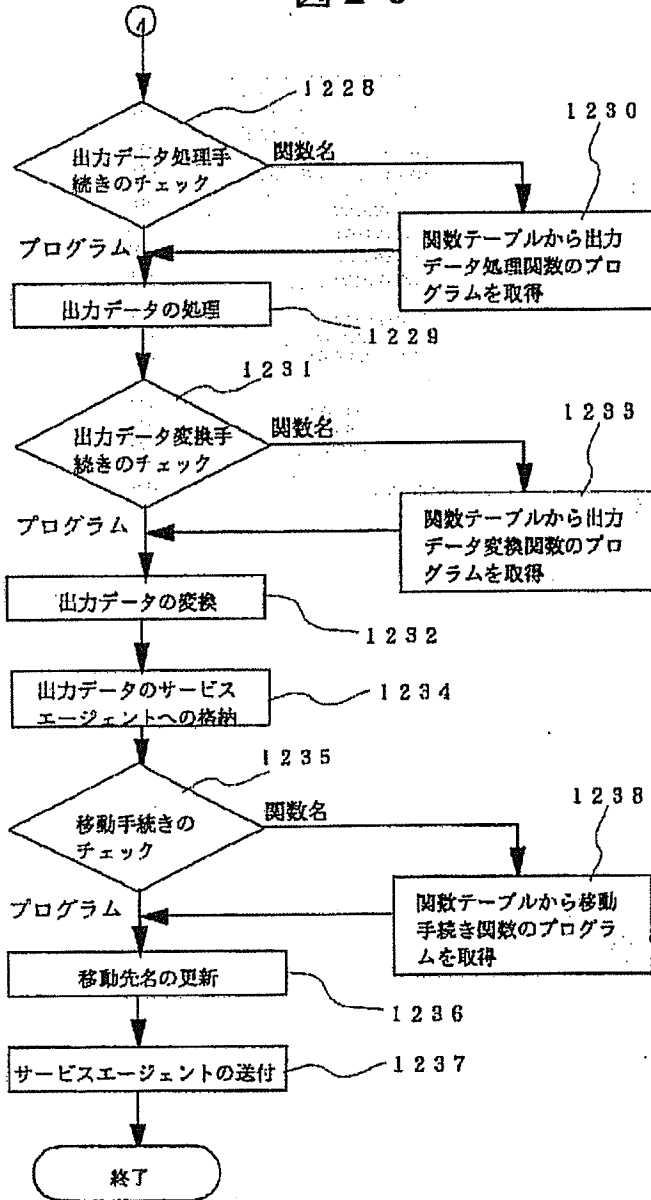 1
1228
1230
出力データ処理手
続きのチェック
関数名
関数テーブルから出力
データ処理関数のプロ
グラムを取得
プログラム
出力データの処理
1229
1231
1233
出力データ変換手
続きのチェック
関数名
関数テーブルから出力
データ変換関数のプロ
グラムを取得
プログラム
出力データの変換
1232
出力データのサービス
エージェントへの格納
1234
1235
1238
移動手続きの
チェック
関数名
関数テーブルから移動
手続き関数のプログラ
ムを取得
プログラム
移動先名の更新
1236
サービスエージェントの送付
1237
終了